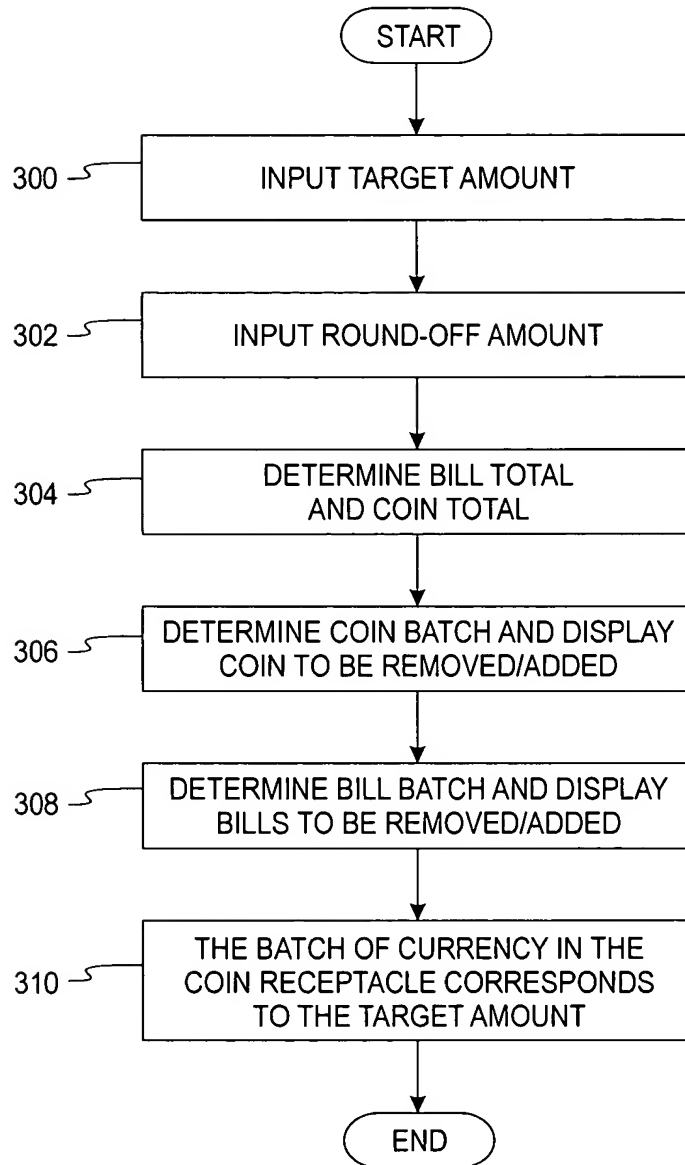 START
300
INPUT TARGET AMOUNT
302
INPUT ROUND-OFF AMOUNT
304
DETERMINE BILL TOTAL
AND COIN TOTAL
306
DETERMINE COIN BATCH AND DISPLAY
COIN TO BE REMOVED/ADDED
308
DETERMINE BILL BATCH AND DISPLAY
BILLS TO BE REMOVED/ADDED
310
THE BATCH OF CURRENCY IN THE
COIN RECEPTACLE CORRESPONDS
TO THE TARGET AMOUNT
END